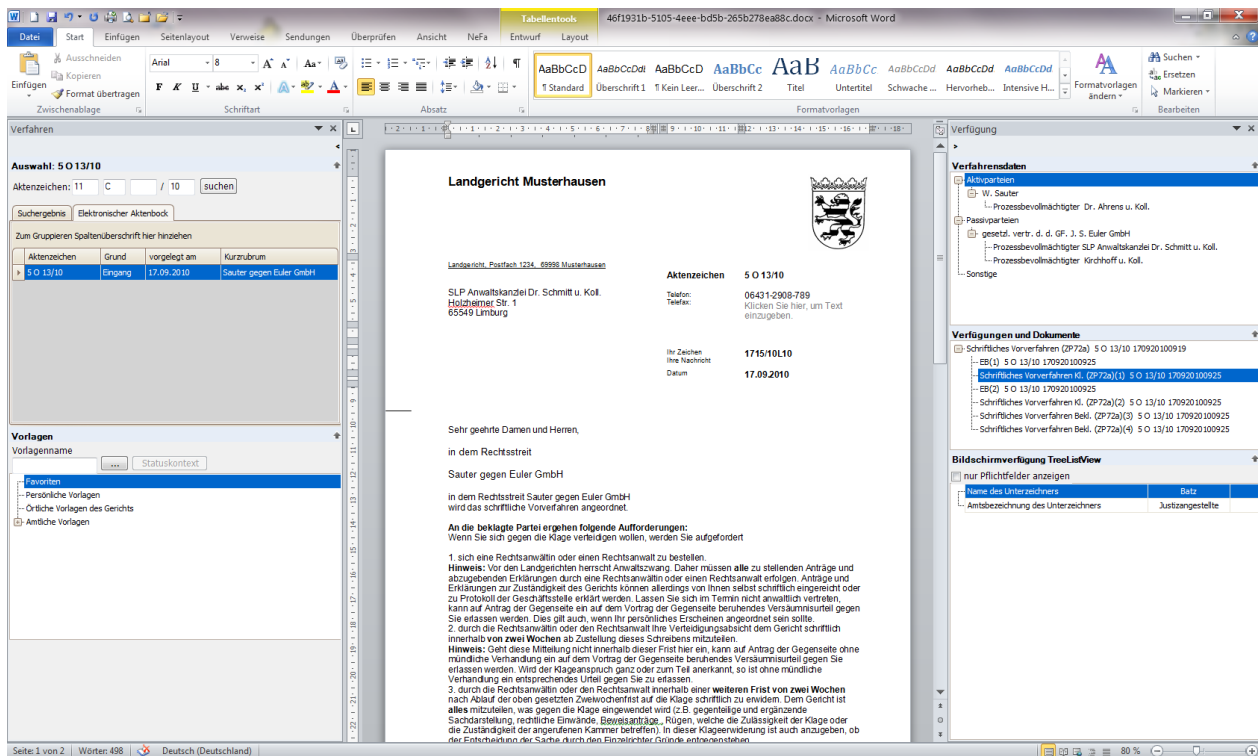 Tabellentools
46f1931b-5105-4eee-bd5b-265b278ea88c.docx - Microsoft Word
Datei Start Einfügen Seitenlayout Verweise Sendungen Überprüfen Ansicht NeFa Entwurf Layout
Einfügen
Ausschneiden
Kopieren
Format übertragen
Zwischenablage
Arial 8
F K U abc x₂ x²
Schriftart
Absatz
AaBbCcD AaBbCcDdI AaBbCcD AaBbCc AaB AaBbCc AaBbCcDd AaBbCcDd AaBbCcDd
¶ Standard Überschrift 1 ¶ Kein Leer... Überschrift 2 Titel Untertitel Schwache ... Hervorheb... Intensive H...
Formatvorlagen ändern
Formatvorlagen
Suchen
Ersetzen
Markieren
Bearbeiten
Verfahren
Auswahl: 5 O 13/10
Aktenzeichen: 11 C / 10 suchen
Suchergebnis Elektronischer Aktenbock
Zum Gruppieren Spaltenüberschrift hier hinziehen
Aktenzeichen Grund vorgelegt am Kurzrubrum
5 O 13/10 Eingang 17.09.2010 Sauter gegen Euler GmbH
Vorlagen
Vorlagenname
... Statuskontext
Favoriten
Persönliche Vorlagen
Örtliche Vorlagen des Gerichts
Amtliche Vorlagen
Landgericht Musterhausen
Landgericht, Postfach 1234, 69998 Musterhausen
SLP Anwaltskanzlei Dr. Schmitt u. Koll.
Holzheimer Str. 1
65549 Limburg
Aktenzeichen 5 O 13/10
Telefon: 06431-2908-789
Telefax: Klicken Sie hier, um Text
einzugeben.
Ihr Zeichen 1715/10L10
Ihre Nachricht
Datum 17.09.2010
Sehr geehrte Damen und Herren,
in dem Rechtsstreit
Sauter gegen Euler GmbH
in dem Rechtsstreit Sauter gegen Euler GmbH
wird das schriftliche Vorverfahren angeordnet.
An die beklagte Partei ergehen folgende Aufforderungen:
Wenn Sie sich gegen die Klage verteidigen wollen, werden Sie aufgefordert
1. sich eine Rechtsanwältin oder einen Rechtsanwalt zu bestellen.
Hinweis: Vor den Landgerichten herrscht Anwaltszwang. Daher müssen alle zu stellenden Anträge und
abzugebenden Erklärungen durch eine Rechtsanwältin oder einen Rechtsanwalt erfolgen. Anträge und
Erklärungen zur Zuständigkeit des Gerichts können allerdings von Ihnen selbst schriftlich eingereicht oder
zu Protokoll der Geschäftsstelle erklärt werden. Lassen Sie sich im Termin nicht anwaltlich vertreten,
kann auf Antrag der Gegenseite ein auf dem Vortrag der Gegenseite beruhendes Versäumnisurteil gegen
Sie erlassen werden. Dies gilt auch, wenn Ihr persönliches Erscheinen angeordnet sein sollte.
2. durch die Rechtsanwältin oder den Rechtsanwalt Ihre Verteidigungsabsicht dem Gericht schriftlich
innerhalb von zwei Wochen ab Zustellung dieses Schreibens mitzuteilen.
Hinweis: Geht diese Mitteilung nicht innerhalb dieser Frist hier ein, kann auf Antrag der Gegenseite ohne
mündliche Verhandlung ein auf dem Vortrag der Gegenseite beruhendes Versäumnisurteil gegen Sie
erlassen werden. Wird der Klageanspruch ganz oder zum Teil anerkannt, so ist ohne mündliche
Verhandlung ein entsprechendes Urteil gegen Sie zu erlassen.
3. durch die Rechtsanwältin oder den Rechtsanwalt innerhalb einer weiteren Frist von zwei Wochen
nach Ablauf der oben gesetzten Zweiwochenfrist auf die Klage schriftlich zu erwidern. Dem Gericht ist
alles mitzuteilen, was gegen die Klage eingewendet wird (z.B. gegenteilige und ergänzende
Sachdarstellung, rechtliche Einwände, Beweisanträge, Rügen, welche die Zulässigkeit der Klage oder
die Zuständigkeit der angerufenen Kammer betreffen). In dieser Klageerwiderung ist auch anzugeben, ob
der Entscheidung der Sache durch den Einzelrichter Gründe entgegenstehen.
Verfügung
Verfahrensdaten
Aktivparteien
W. Sauter
Prozessbevollmächtigter Dr. Ahrens u. Koll.
Passivparteien
gesetzl. vertr. d. d. GF. J. S. Euler GmbH
Prozessbevollmächtigter SLP Anwaltskanzlei Dr. Schmitt u. Koll.
Prozessbevollmächtigter Kirchhoff u. Koll.
Sonstige
Verfügungen und Dokumente
Schriftliches Vorverfahren (ZP72a) 5 O 13/10 170920100919
EB(1) 5 O 13/10 170920100925
Schriftliches Vorverfahren Kl. (ZP72a)(1) 5 O 13/10 170920100925
EB(2) 5 O 13/10 170920100925
Schriftliches Vorverfahren Kl. (ZP72a)(2) 5 O 13/10 170920100925
Schriftliches Vorverfahren Bekl. (ZP72a)(3) 5 O 13/10 170920100925
Schriftliches Vorverfahren Bekl. (ZP72a)(4) 5 O 13/10 170920100925
Bildschirmverfügung TreeListView
nur Pflichtfelder anzeigen
Name des Unterzeichners Batz
Amtsbezeichnung des Unterzeichners Justizangestellte
Seite: 1 von 2 Wörter: 498 Deutsch (Deutschland) 80 %